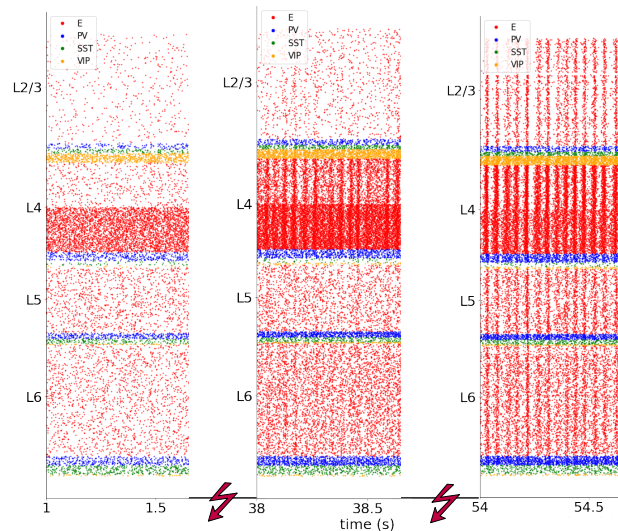 E
PV
SST
VIP
L2/3
L4
L5
L6
1
1.5
E
PV
SST
VIP
L2/3
L4
L5
L6
38
38.5
time (s)
E
PV
SST
VIP
L2/3
L4
L5
L6
54
54.5